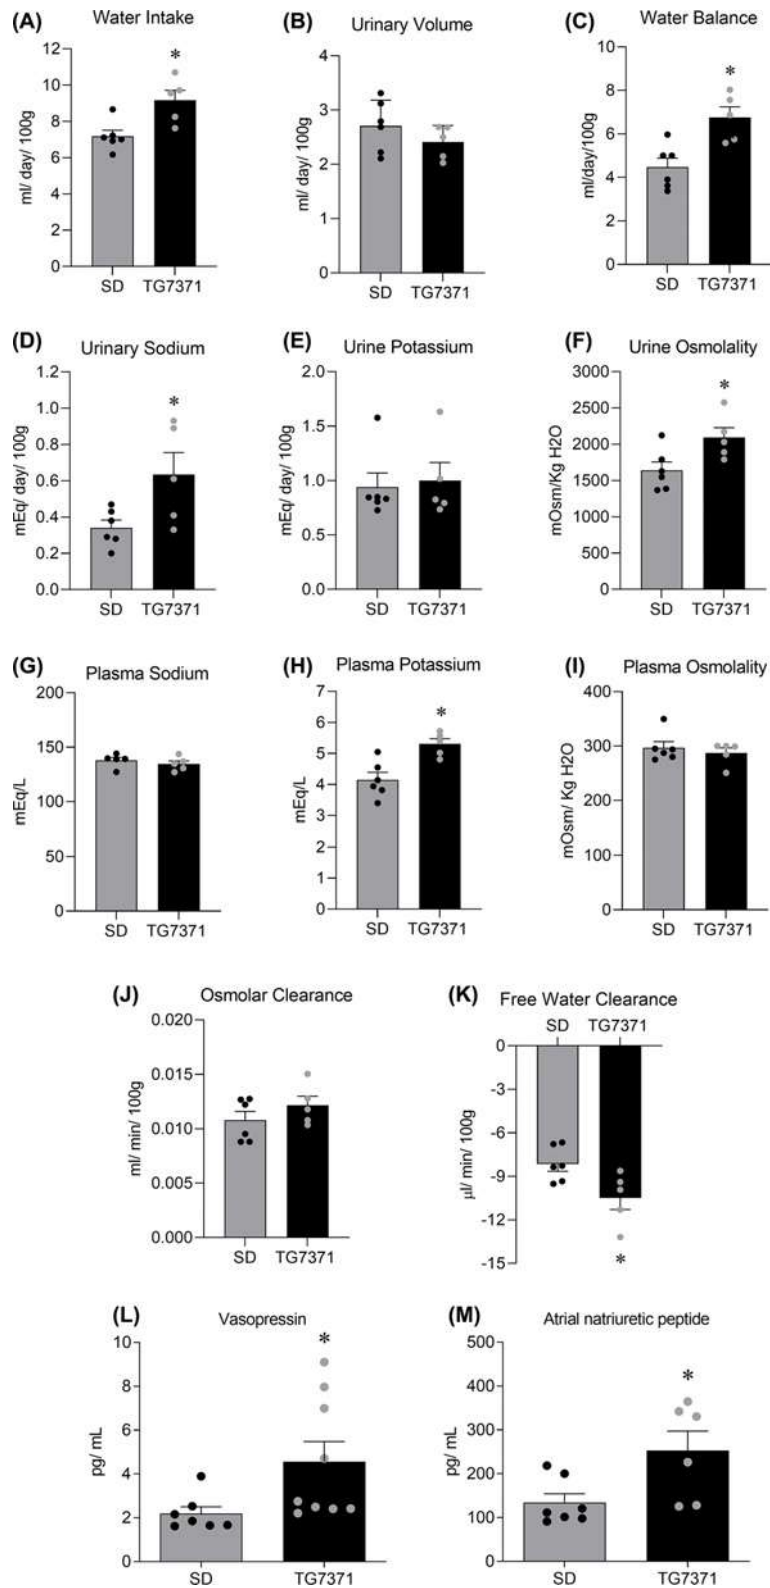 (A) Water Intake
ml/ day/ 100g
12
10
8
6
4
2
0
*
SD TG7371
(B) Urinary Volume
ml/ day/ 100g
4
3
2
1
0
SD TG7371
(C) Water Balance
ml/day/100g
10
8
6
4
2
0
*
SD TG7371
(D) Urinary Sodium
mEq/ day/ 100g
1.2
1.0
0.8
0.6
0.4
0.2
0.0
*
SD TG7371
(E) Urine Potassium
mEq/ day/ 100g
2.0
1.5
1.0
0.5
0.0
SD TG7371
(F) Urine Osmolality
mOsm/Kg H2O
3000
2500
2000
1500
1000
500
0
*
SD TG7371
(G) Plasma Sodium
mEq/L
200
150
100
50
0
SD TG7371
(H) Plasma Potassium
mEq/L
7
6
5
4
3
2
1
0
*
SD TG7371
(I) Plasma Osmolality
mOsm/ Kg H2O
400
300
200
100
0
SD TG7371
(J) Osmolar Clearance
ml/ min/ 100g
0.020
0.015
0.010
0.005
0.000
SD TG7371
(K) Free Water Clearance
SD TG7371
µl/ min/ 100g
0
-3
-6
-9
-12
-15
*
(L) Vasopressin
pg/ mL
10
8
6
4
2
0
*
SD TG7371
(M) Atrial natriuretic peptide
pg/ mL
500
400
300
200
100
0
*
SD TG7371